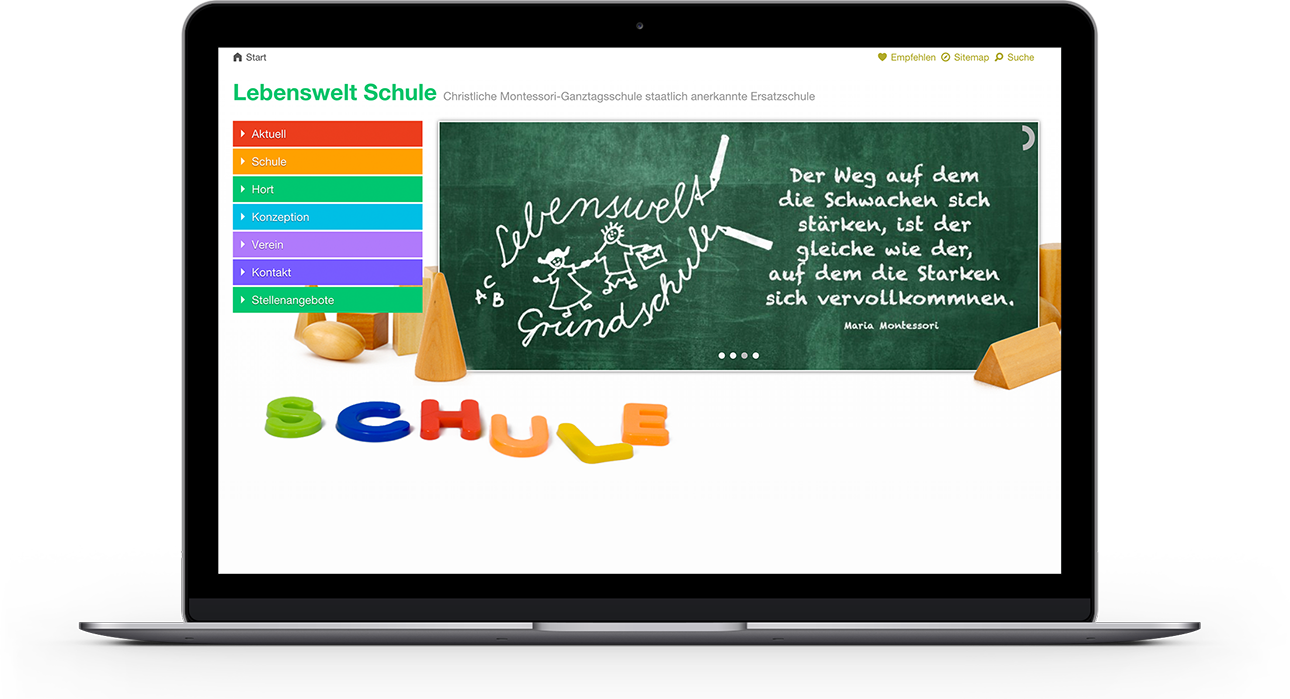 Start
Empfehlen Sitemap Suche
Lebenswelt Schule Christliche Montessori-Ganztagsschule staatlich anerkannte Ersatzschule
Aktuell
Schule
Hort
Konzeption
Verein
Kontakt
Stellenangebote
Lebenswelt
Grundschule
A C B
Der Weg auf dem
die Schwachen sich
stärken, ist der
gleiche wie der,
auf dem die Starken
sich vervollkommnen.
Maria Montessori
SCHULE